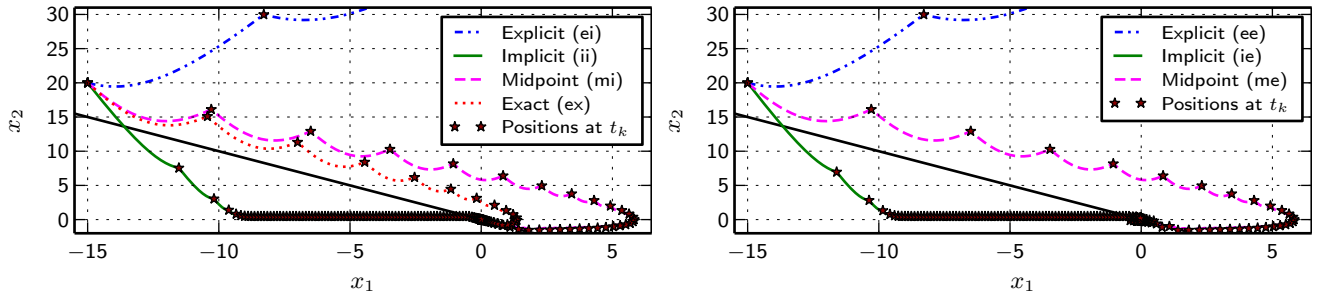 30
25
20
15
10
5
0
x2
−15
−10
−5
0
5
x1
Explicit (ei)
Implicit (ii)
Midpoint (mi)
Exact (ex)
Positions at tk
30
25
20
15
10
5
0
x2
−15
−10
−5
0
5
x1
Explicit (ee)
Implicit (ie)
Midpoint (me)
Positions at tk